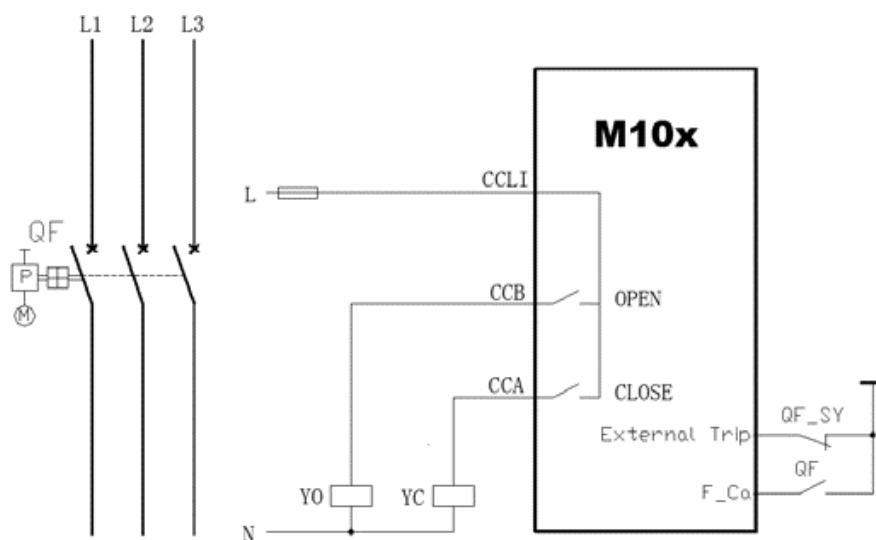 L1 L2 L3
M10x
CCLI
L
QF
P
M
CCB
OPEN
CCA
CLOSE
QF_SY
External Trip
QF
F_Ca
YO
YC
N